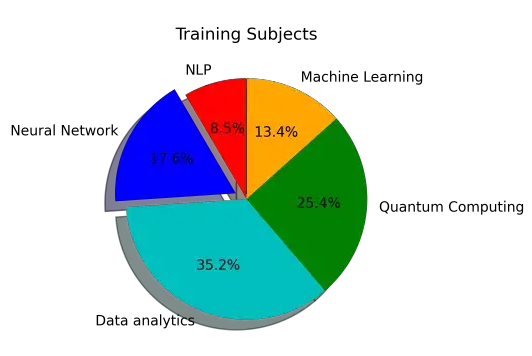 Training Subjects
NLP
Machine Learning
8.5%
13.4%
Neural Network
17.6%
25.4%
Quantum Computing
35.2%
Data analytics